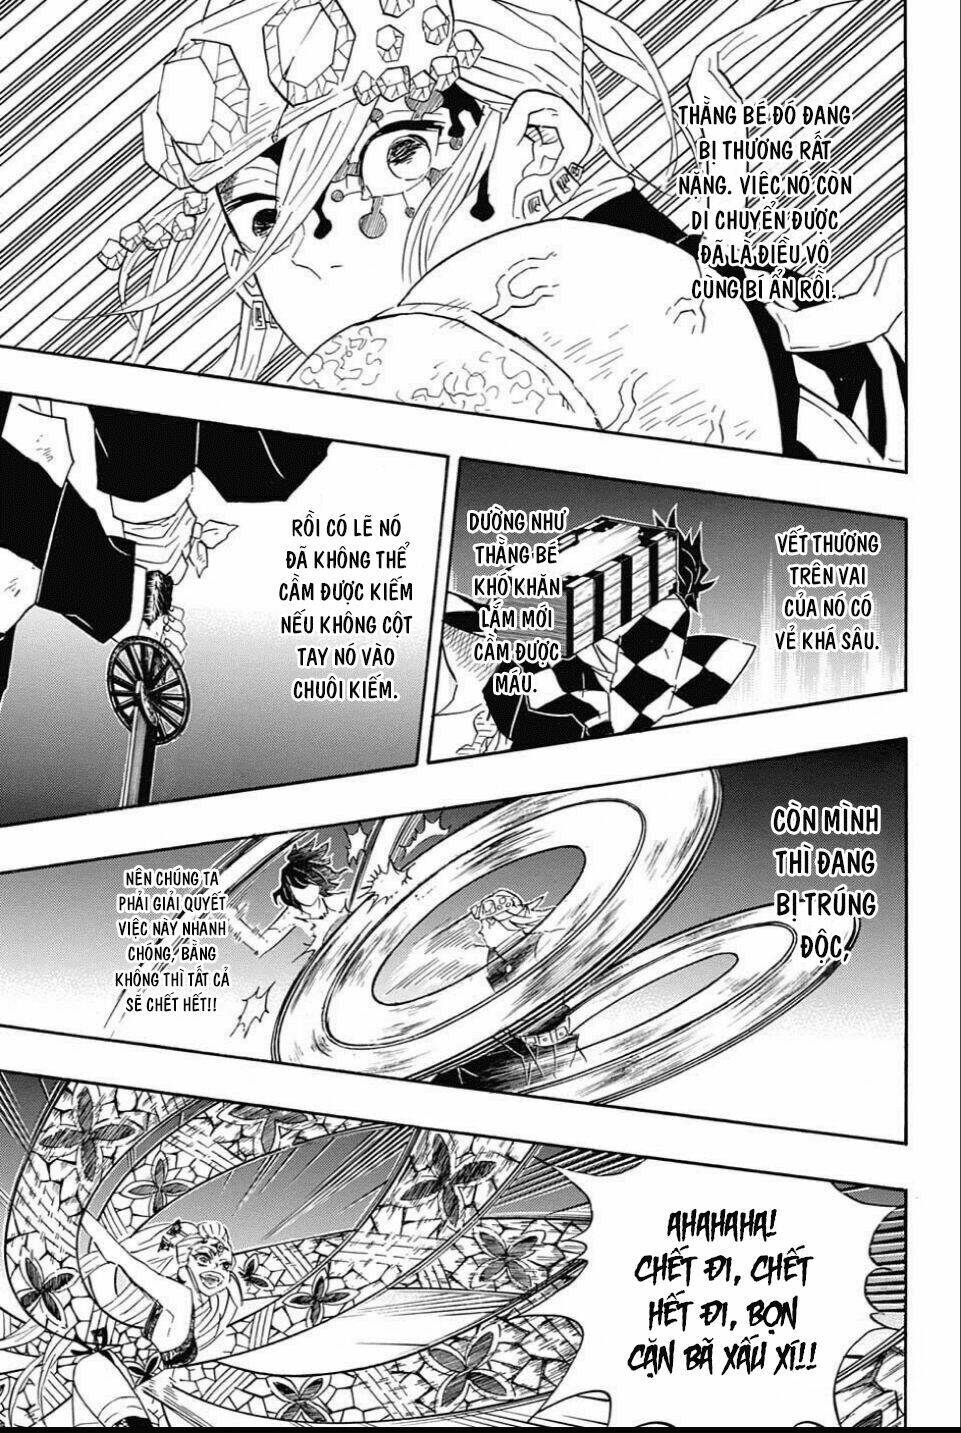 THẰNG BÉ ĐÓ ĐANG
BỊ THƯƠNG RẤT
NẶNG. VIỆC NÓ CÒN
DI CHUYỂN ĐƯỢC
ĐÃ LÀ ĐIỀU VÔ
CÙNG BÍ ẨN RỒI.
VẾT THƯƠNG
TRÊN VAI
CỦA NÓ CÓ
VẺ KHÁ SÂU.
DƯỜNG NHƯ
THẰNG BÉ
KHÓ KHĂN
LẮM MỚI
CẦM ĐƯỢC
MÁU.
RỒI CÓ LẼ NÓ
ĐÃ KHÔNG THỂ
CẦM ĐƯỢC KIẾM
NẾU KHÔNG CỘT
TAY NÓ VÀO
CHUÔI KIẾM.
CÒN MÌNH
THÌ ĐANG
BỊ TRÚNG
ĐỘC,
NÊN CHÚNG TA
PHẢI GIẢI QUYẾT
VIỆC NÀY NHANH
CHÓNG, BẰNG
KHÔNG THÌ TẤT CẢ
SẼ CHẾT HẾT!!
AHAHAHA!
CHẾT ĐI, CHẾT
HẾT ĐI, BỌN
CẶN BÃ XẤU XÍ!!